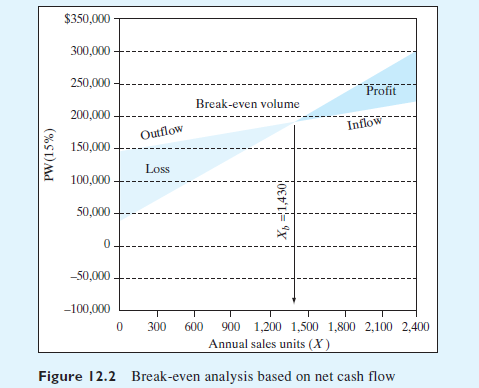 $350,000
300,000
250,000
200,000
150,000
100,000
50,000
0
–50,000
–100,000
PW(15%)
Profit
Break-even volume
Inflow
Outflow
Loss
Xb = 1,430
0 300 600 900 1,200 1,500 1,800 2,100 2,400
Annual sales units (X)
Figure 12.2 Break-even analysis based on net cash flow